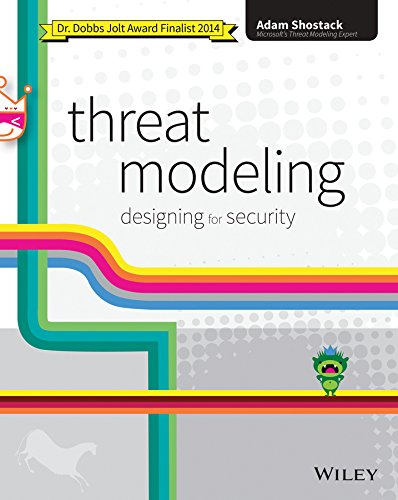 Dr. Dobbs Jolt Award Finalist 2014
Adam Shostack
Microsoft's Threat Modeling Expert
threat
modeling
designing for security
WILEY